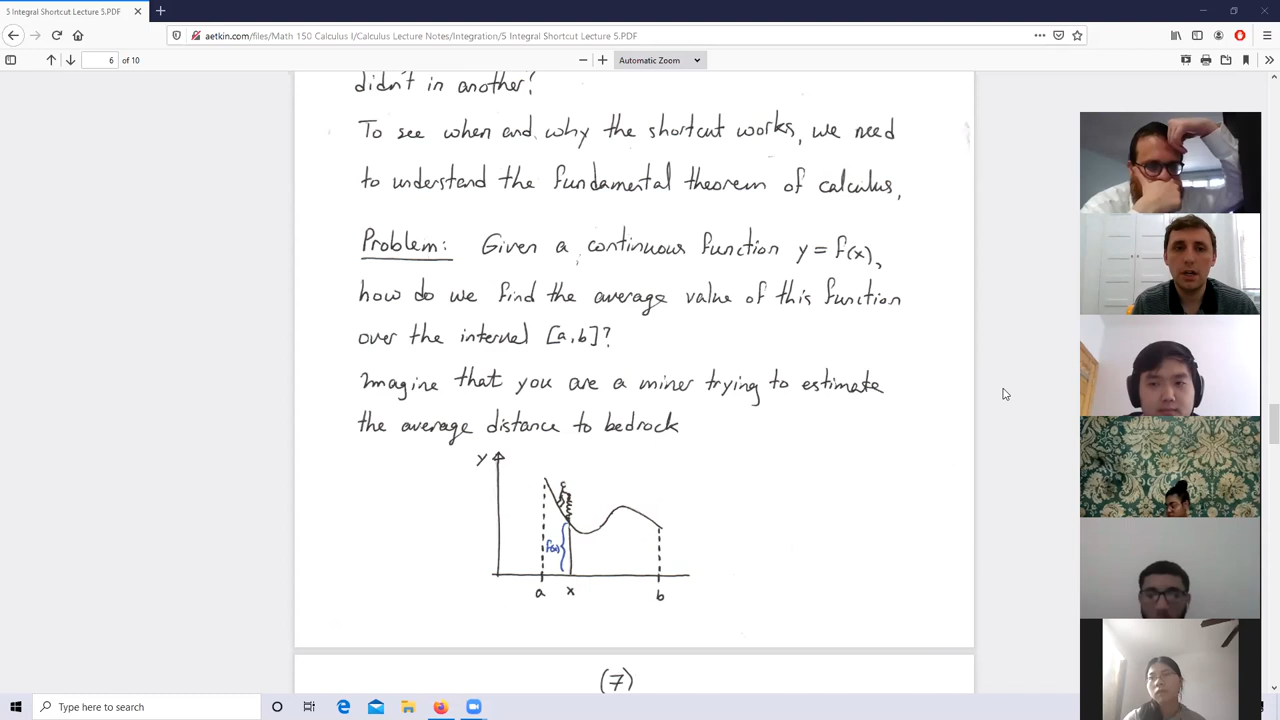 5 Integral Shortcut Lecture 5.PDF
aetkin.com/files/Math 150 Calculus I/Calculus Lecture Notes/Integration/5 Integral Shortcut Lecture 5.PDF
6 of 10
Automatic Zoom
didn't in another?
To see when and why the shortcut works, we need
to understand the fundamental theorem of calculus.
Problem: Given a continuous function y = f(x),
how do we find the average value of this function
over the interval [a,b]?
Imagine that you are a miner trying to estimate
the average distance to bedrock
y
f(x)
a x b
(7)
Type here to search